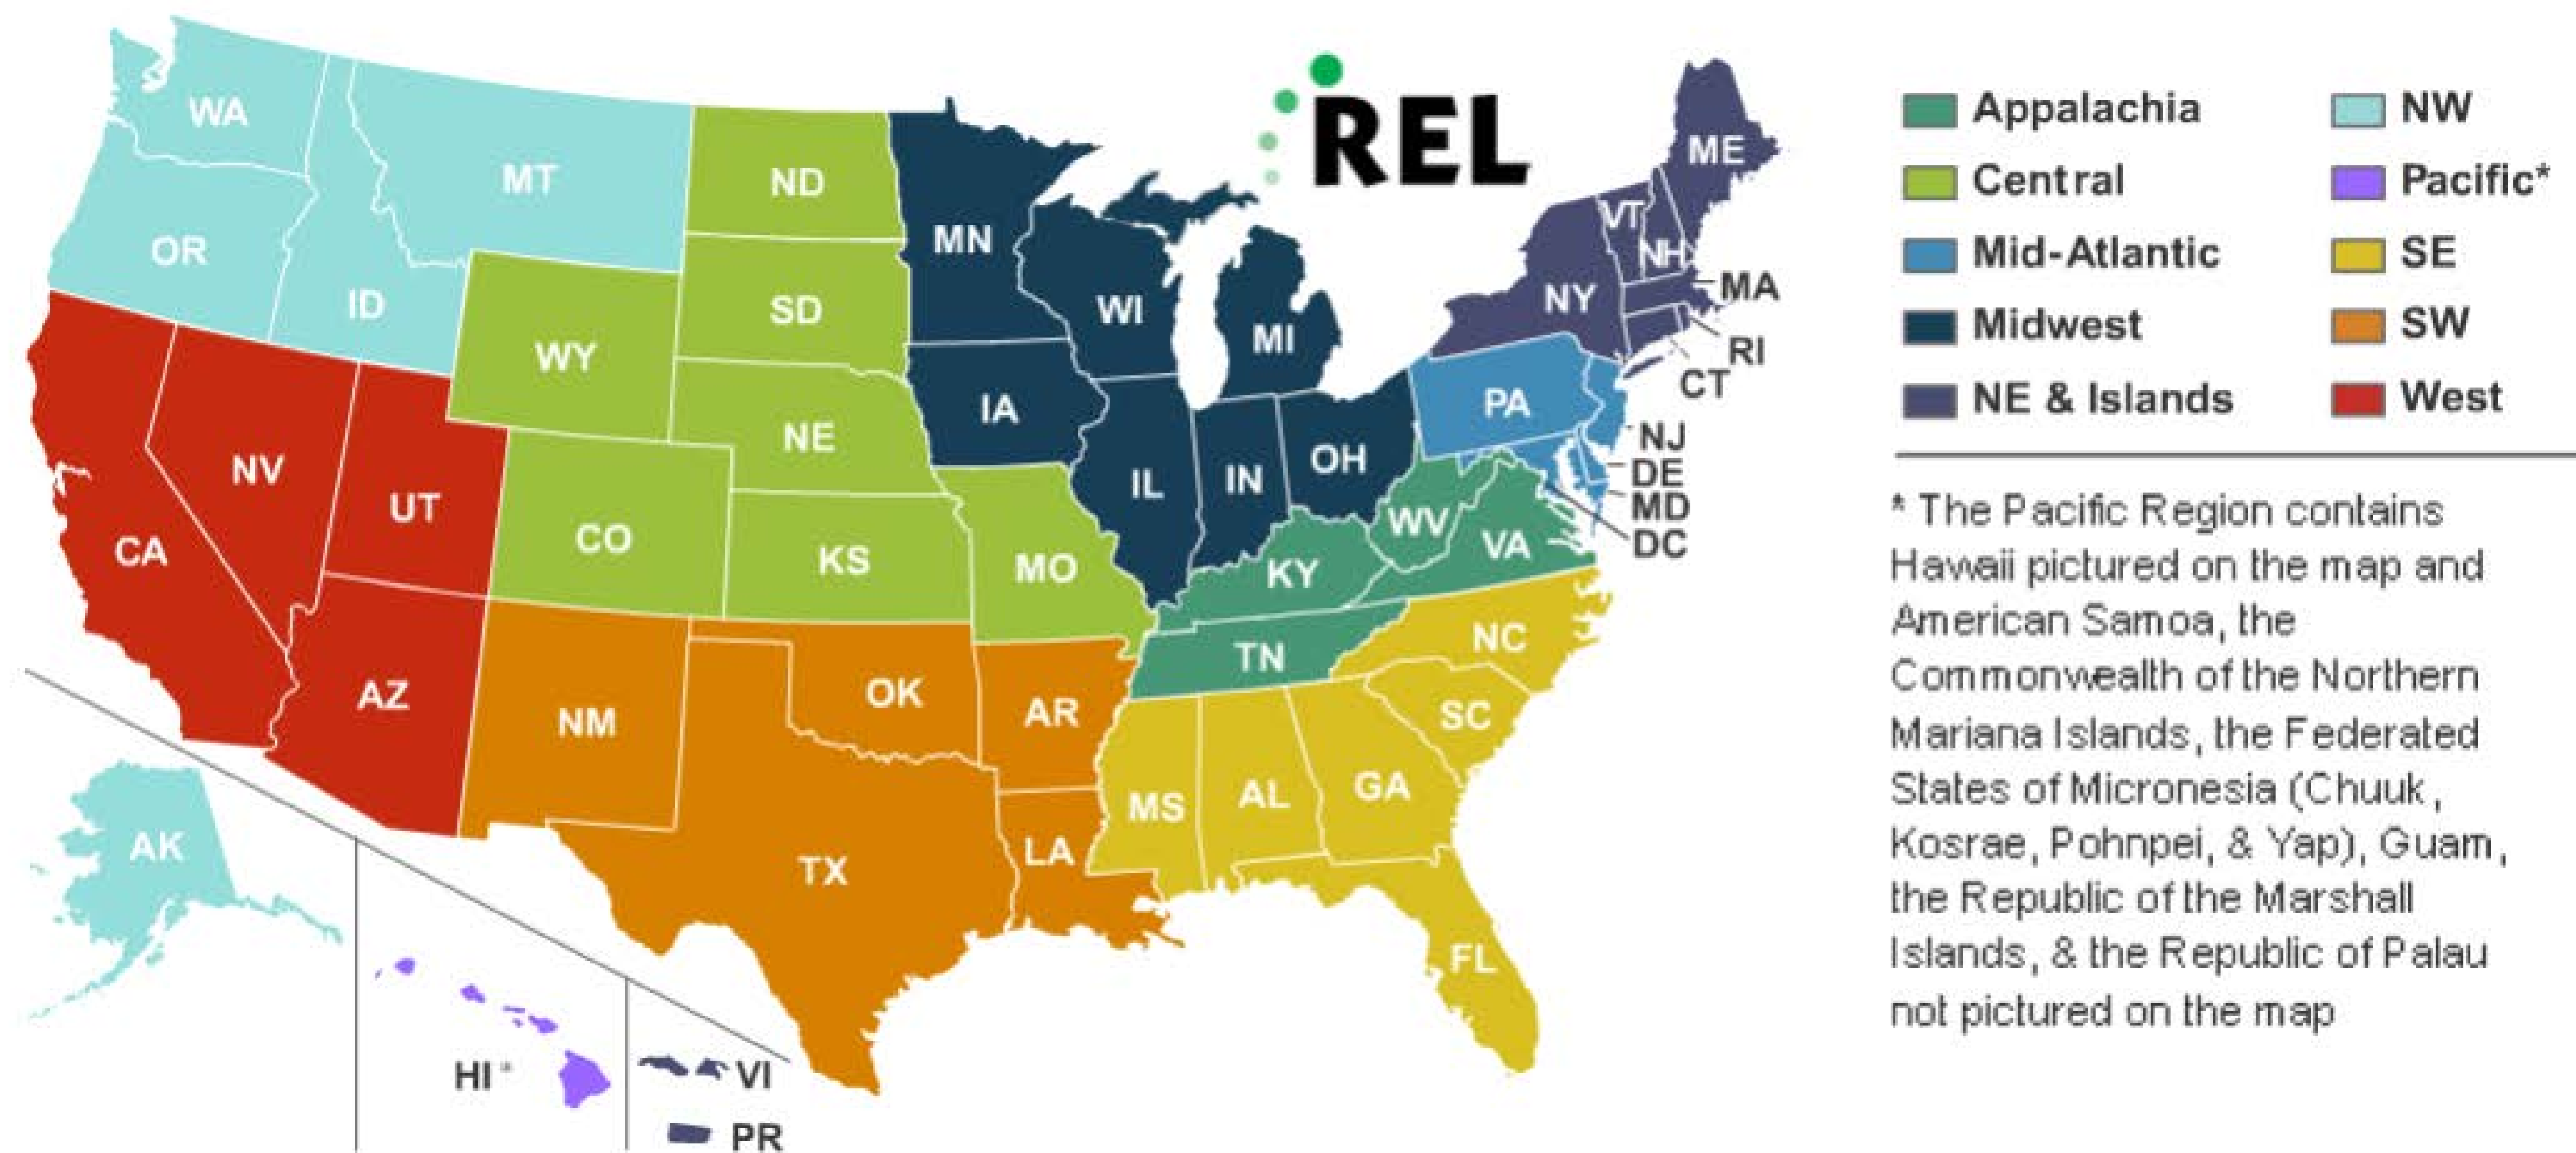 REL
WA
MT
ND
MN
ME
VT
NH
OR
ID
SD
WI
MI
NY
MA
RI
CT
WY
IA
NE
PA
NJ
DE
MD
DC
NV
UT
CO
KS
MO
IL
IN
OH
WV
VA
KY
CA
AZ
NM
OK
AR
TN
NC
SC
MS
AL
GA
TX
LA
FL
AK
HI*
VI
PR
Appalachia
Central
Mid-Atlantic
Midwest
NE & Islands
NW
Pacific*
SE
SW
West
* The Pacific Region contains
Hawaii pictured on the map and
American Samoa, the
Commonwealth of the Northern
Mariana Islands, the Federated
States of Micronesia (Chuuk,
Kosrae, Pohnpei, & Yap), Guam,
the Republic of the Marshall
Islands, & the Republic of Palau
not pictured on the map